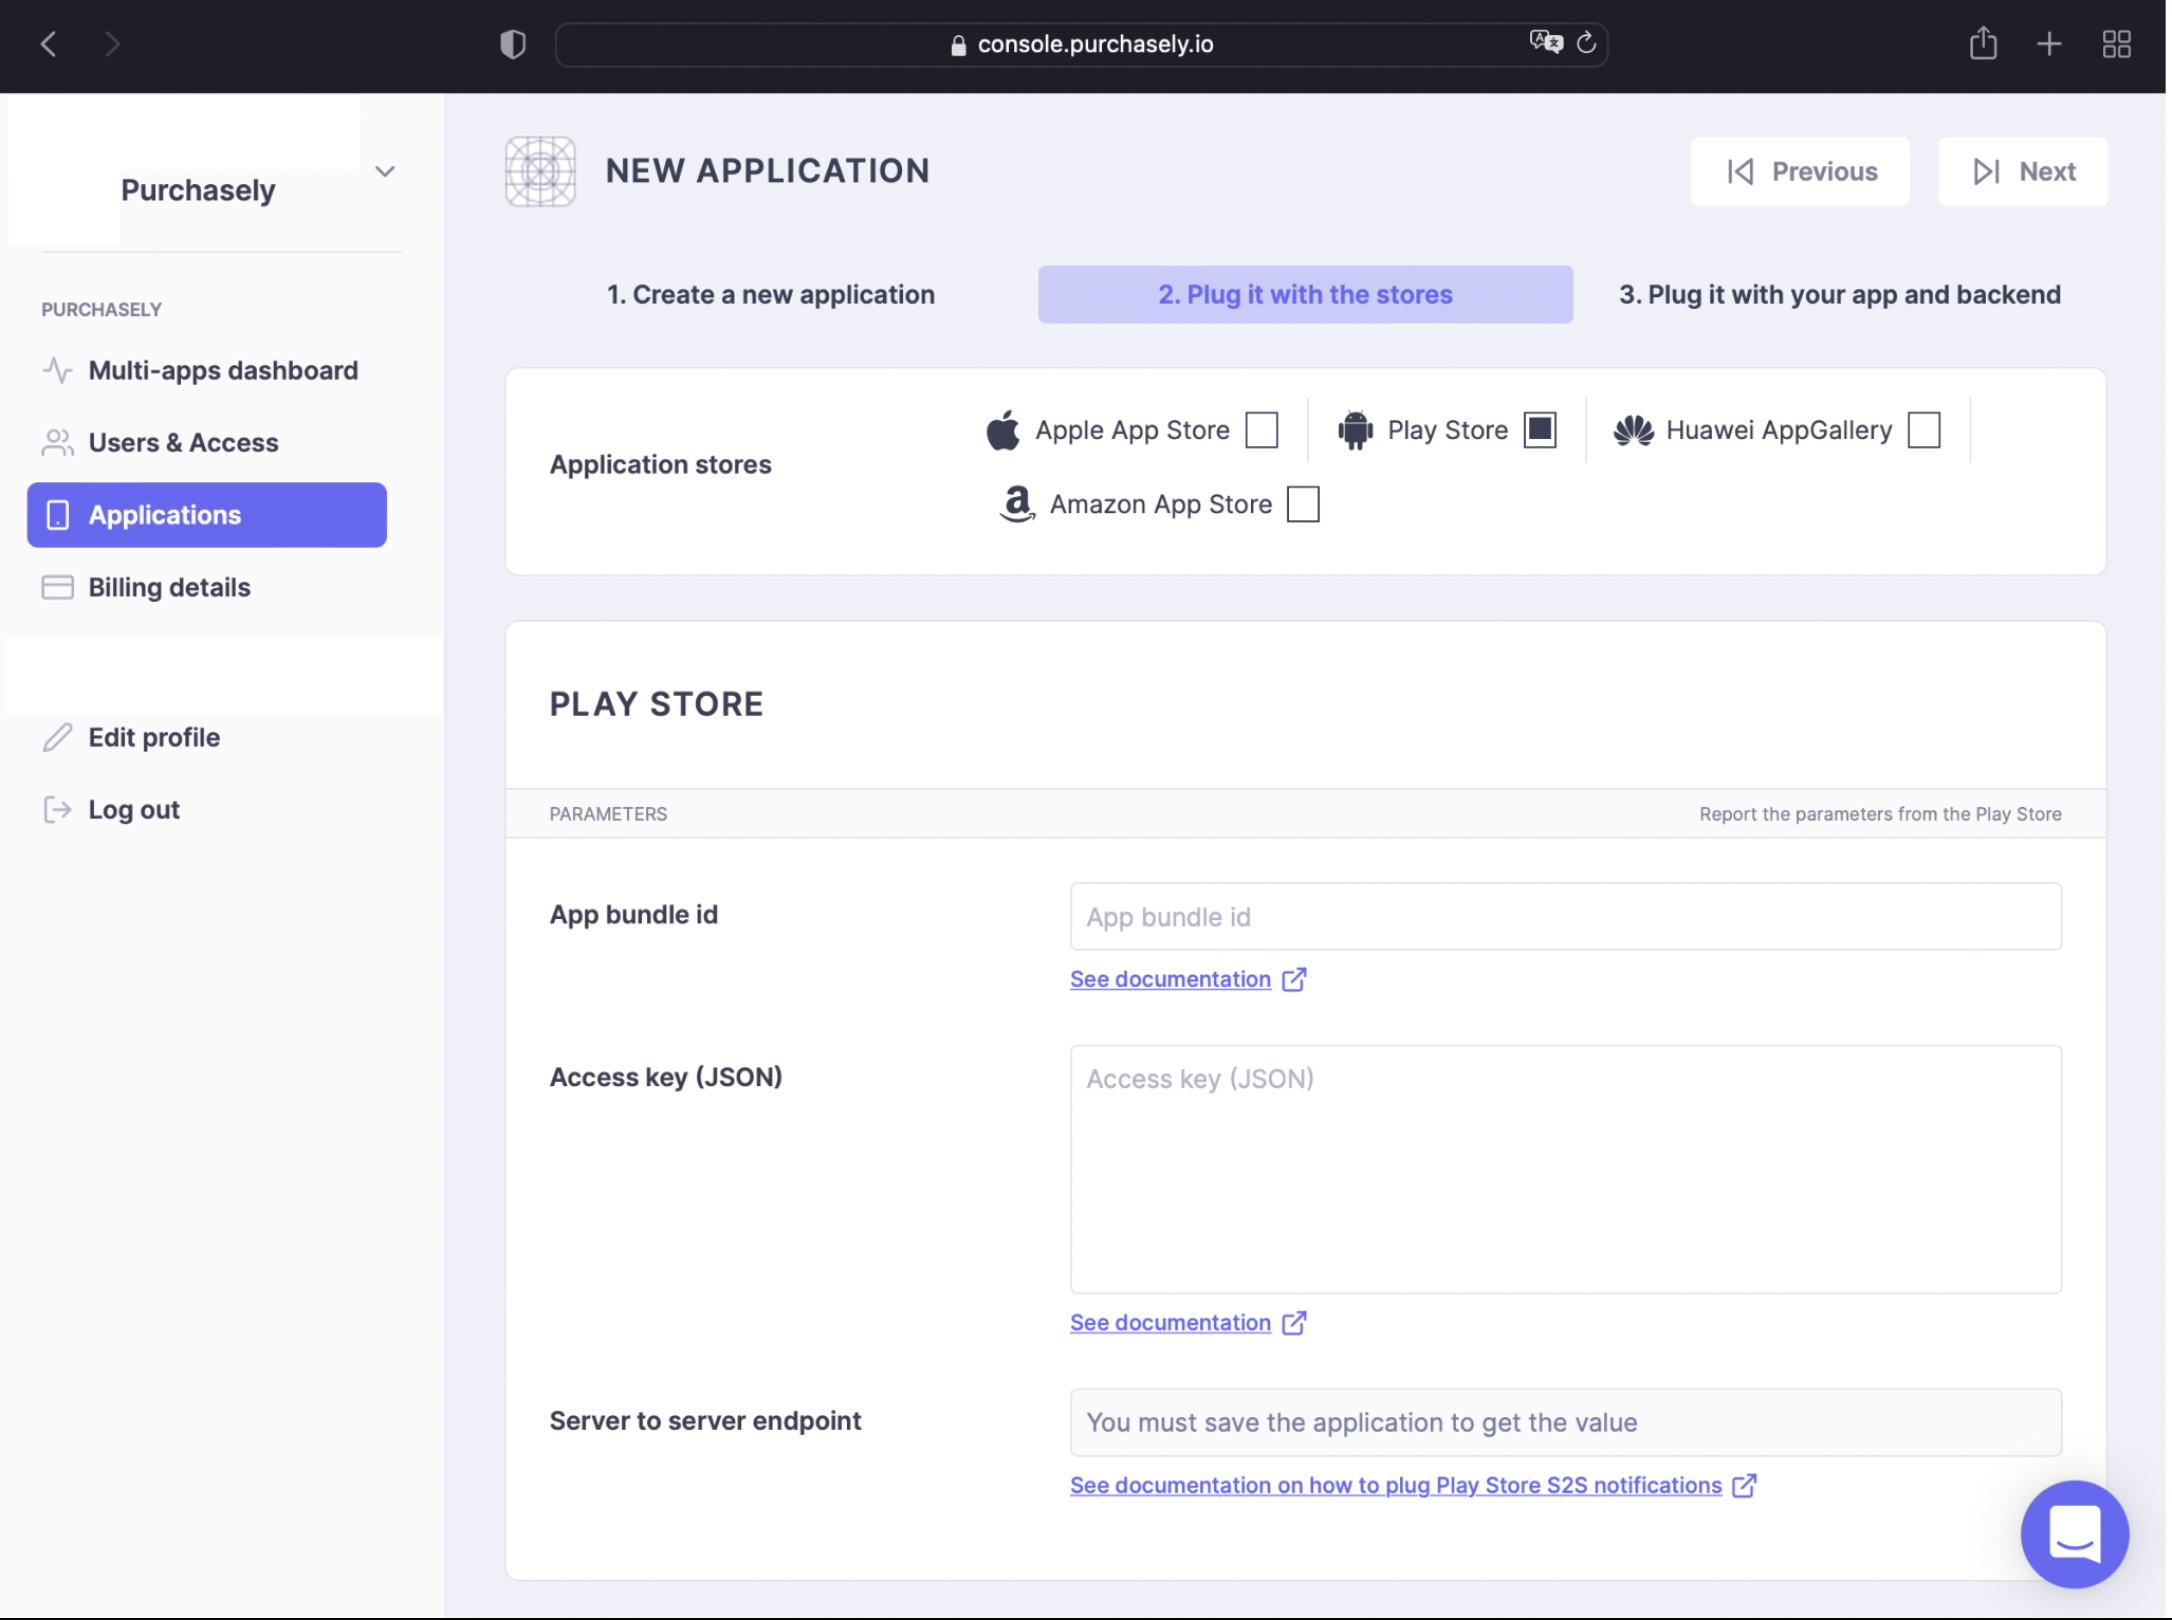 console.purchasely.io
Purchasely
PURCHASELY
Multi-apps dashboard
Users & Access
Applications
Billing details
Edit profile
Log out
NEW APPLICATION
Previous
Next
1. Create a new application
2. Plug it with the stores
3. Plug it with your app and backend
Application stores
Apple App Store
Play Store
Huawei AppGallery
Amazon App Store
PLAY STORE
PARAMETERS
Report the parameters from the Play Store
App bundle id
App bundle id
See documentation
Access key (JSON)
Access key (JSON)
See documentation
Server to server endpoint
You must save the application to get the value
See documentation on how to plug Play Store S2S notifications